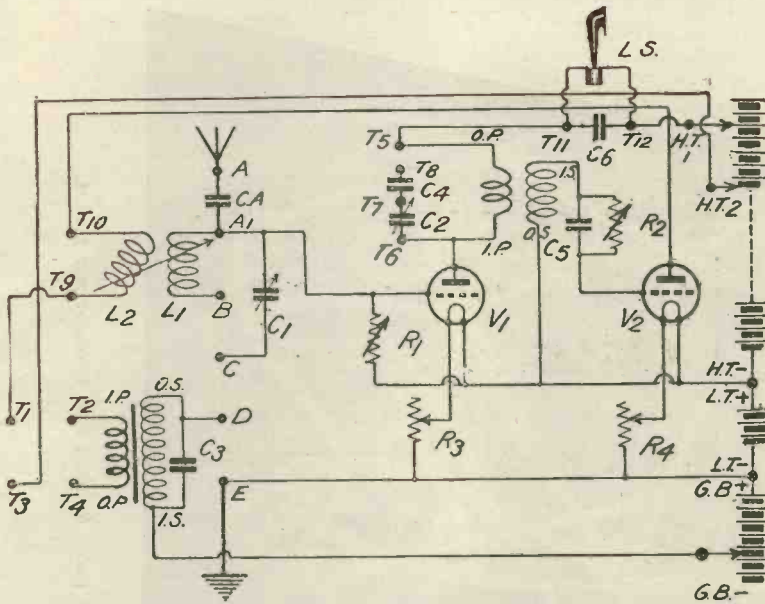 L.S.
T5
O.P.
T11
C6
T12
H.T.
1
A
T8
C4
I.S.
T10
CA
T7
C2
A1
C5
R2
H.T.2
T6
I.P.
O.S.
T9
L2
L1
B
C1
V1
V2
R1
C
H.T.-
L.T.+
T1
T2
I.P.
O.S.
D
C3
R3
R4
T3
T4
O.P.
I.S.
E
L.T.-
G.B.+
G.B.-